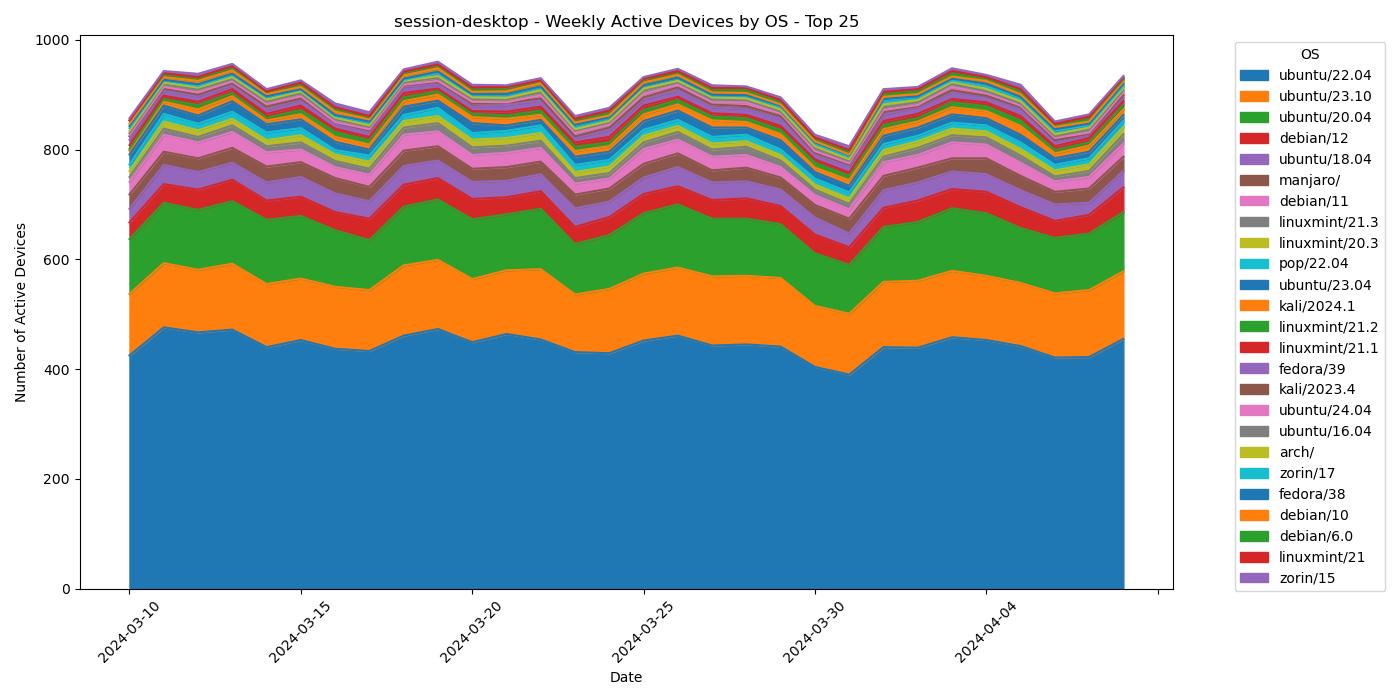 session-desktop - Weekly Active Devices by OS - Top 25
Number of Active Devices
1000
800
600
400
200
0
2024-03-10
2024-03-15
2024-03-20
2024-03-25
2024-03-30
2024-04-04
Date
OS
ubuntu/22.04
ubuntu/23.10
ubuntu/20.04
debian/12
ubuntu/18.04
manjaro/
debian/11
linuxmint/21.3
linuxmint/20.3
pop/22.04
ubuntu/23.04
kali/2024.1
linuxmint/21.2
linuxmint/21.1
fedora/39
kali/2023.4
ubuntu/24.04
ubuntu/16.04
arch/
zorin/17
fedora/38
debian/10
debian/6.0
linuxmint/21
zorin/15